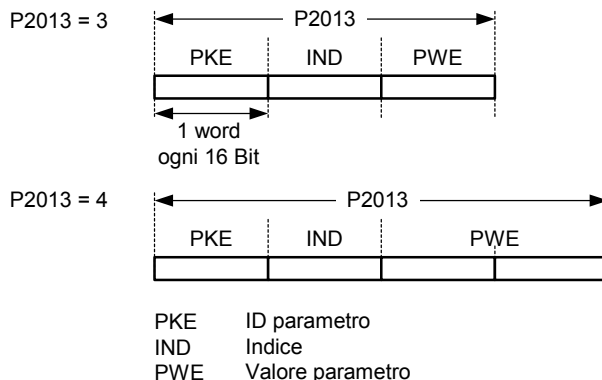 P2013 = 3
P2013
PKE IND PWE
1 word
ogni 16 Bit
P2013 = 4
P2013
PKE IND PWE
PKE ID parametro
IND Indice
PWE Valore parametro